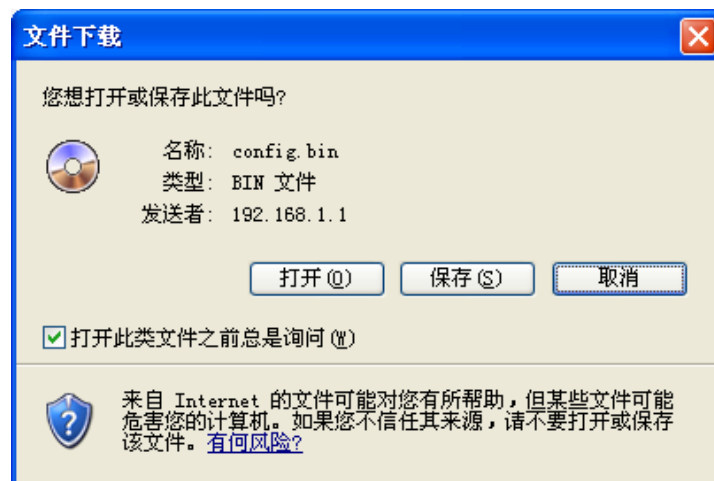 文件下载
您想打开或保存此文件吗?
名称: config.bin
类型: BIN 文件
发送者: 192.168.1.1
打开(O) 保存(S) 取消
打开此类文件之前总是询问(W)
来自 Internet 的文件可能对您有所帮助，但某些文件可能
危害您的计算机。如果您不信任其来源，请不要打开或保存
该文件。有何风险?